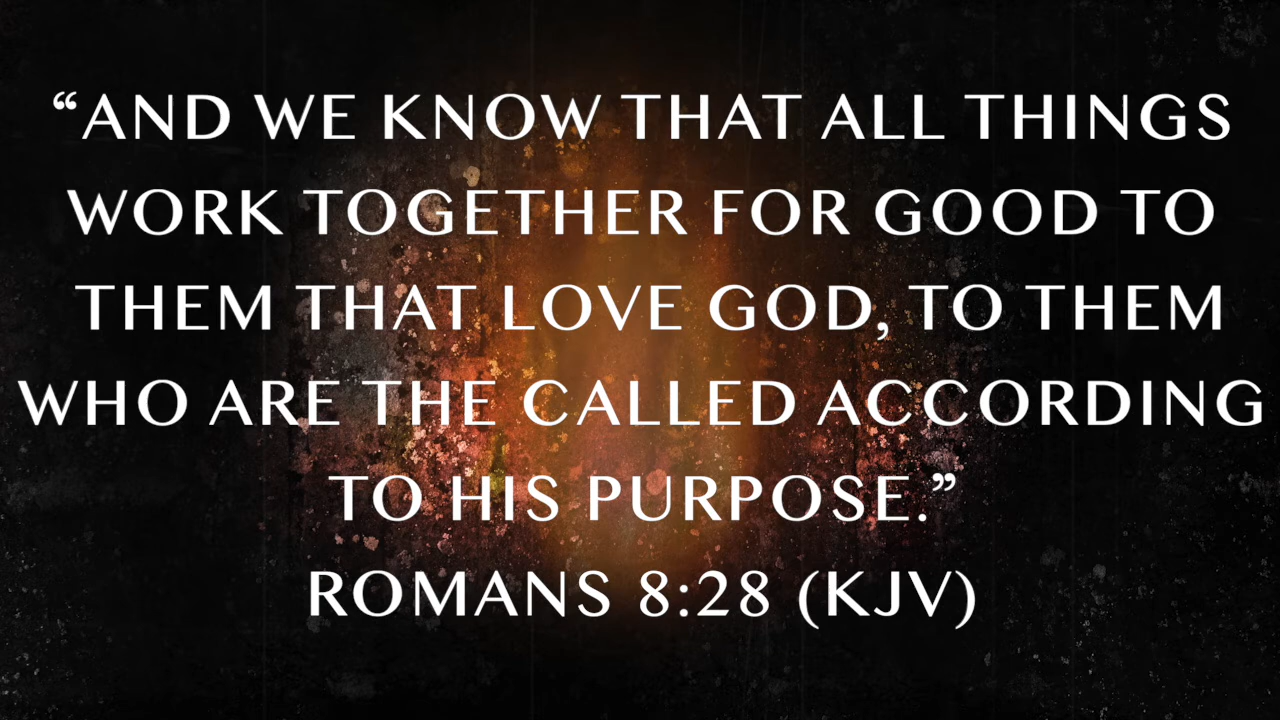 “AND WE KNOW THAT ALL THINGS
WORK TOGETHER FOR GOOD TO
THEM THAT LOVE GOD, TO THEM
WHO ARE THE CALLED ACCORDING
TO HIS PURPOSE.”
ROMANS 8:28 (KJV)